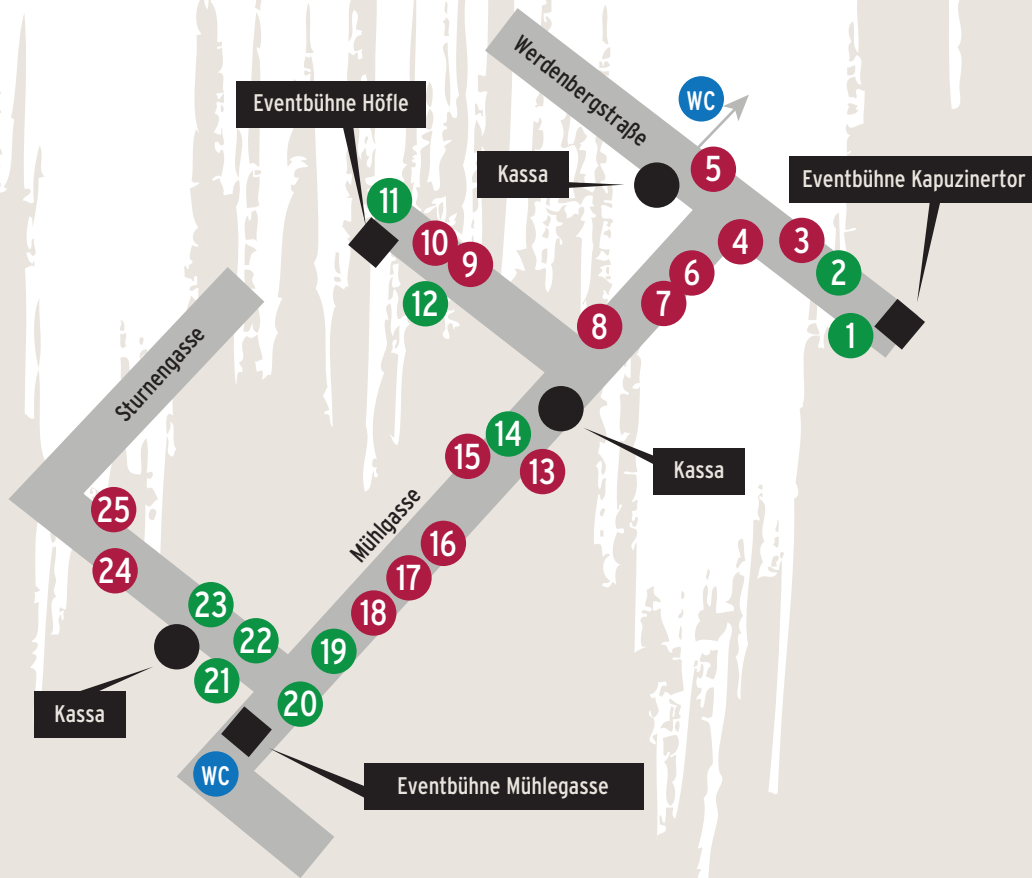 Werdenbergstraße
WC
Eventbühne Höfle
Kassa
5
Eventbühne Kapuzinertor
11
10
9
12
4
3
2
1
6
7
8
Sturnengasse
14
15
13
Kassa
Mühlgasse
25
24
16
17
18
23
22
19
21
20
Kassa
WC
Eventbühne Mühlegasse